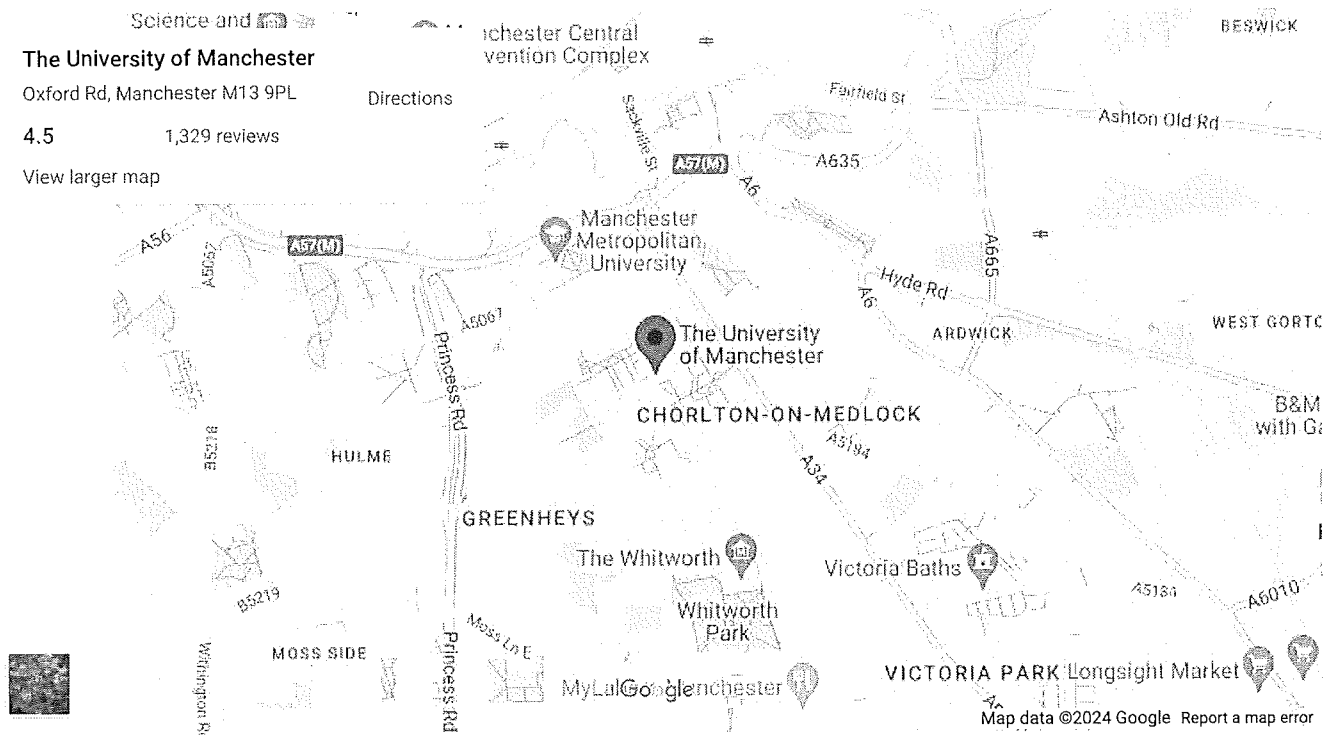 Science and
The University of Manchester
Oxford Rd, Manchester M13 9PL
Directions
4.5
1,329 reviews
View larger map
chester Central
vention Complex
BESWICK
Sackville St
Fairfield St
Ashton Old Rd
A57(M)
A635
A6
Manchester
Metropolitan
University
A56
A57(M)
A5067
A665
Hyde Rd
A6
A5067
Princess Rd
The University
of Manchester
ARDWICK
WEST GORTO
CHORLTON-ON-MEDLOCK
B&M
with Ga
B5218
HULME
A5184
A34
GREENHEYS
The Whitworth
Victoria Baths
B5219
Whitworth
Park
A6010
Moss Ln E
MOSS SIDE
Princess Rd
VICTORIA PARK
Longsight Market
Google
Map data ©2024 Google
Report a map error